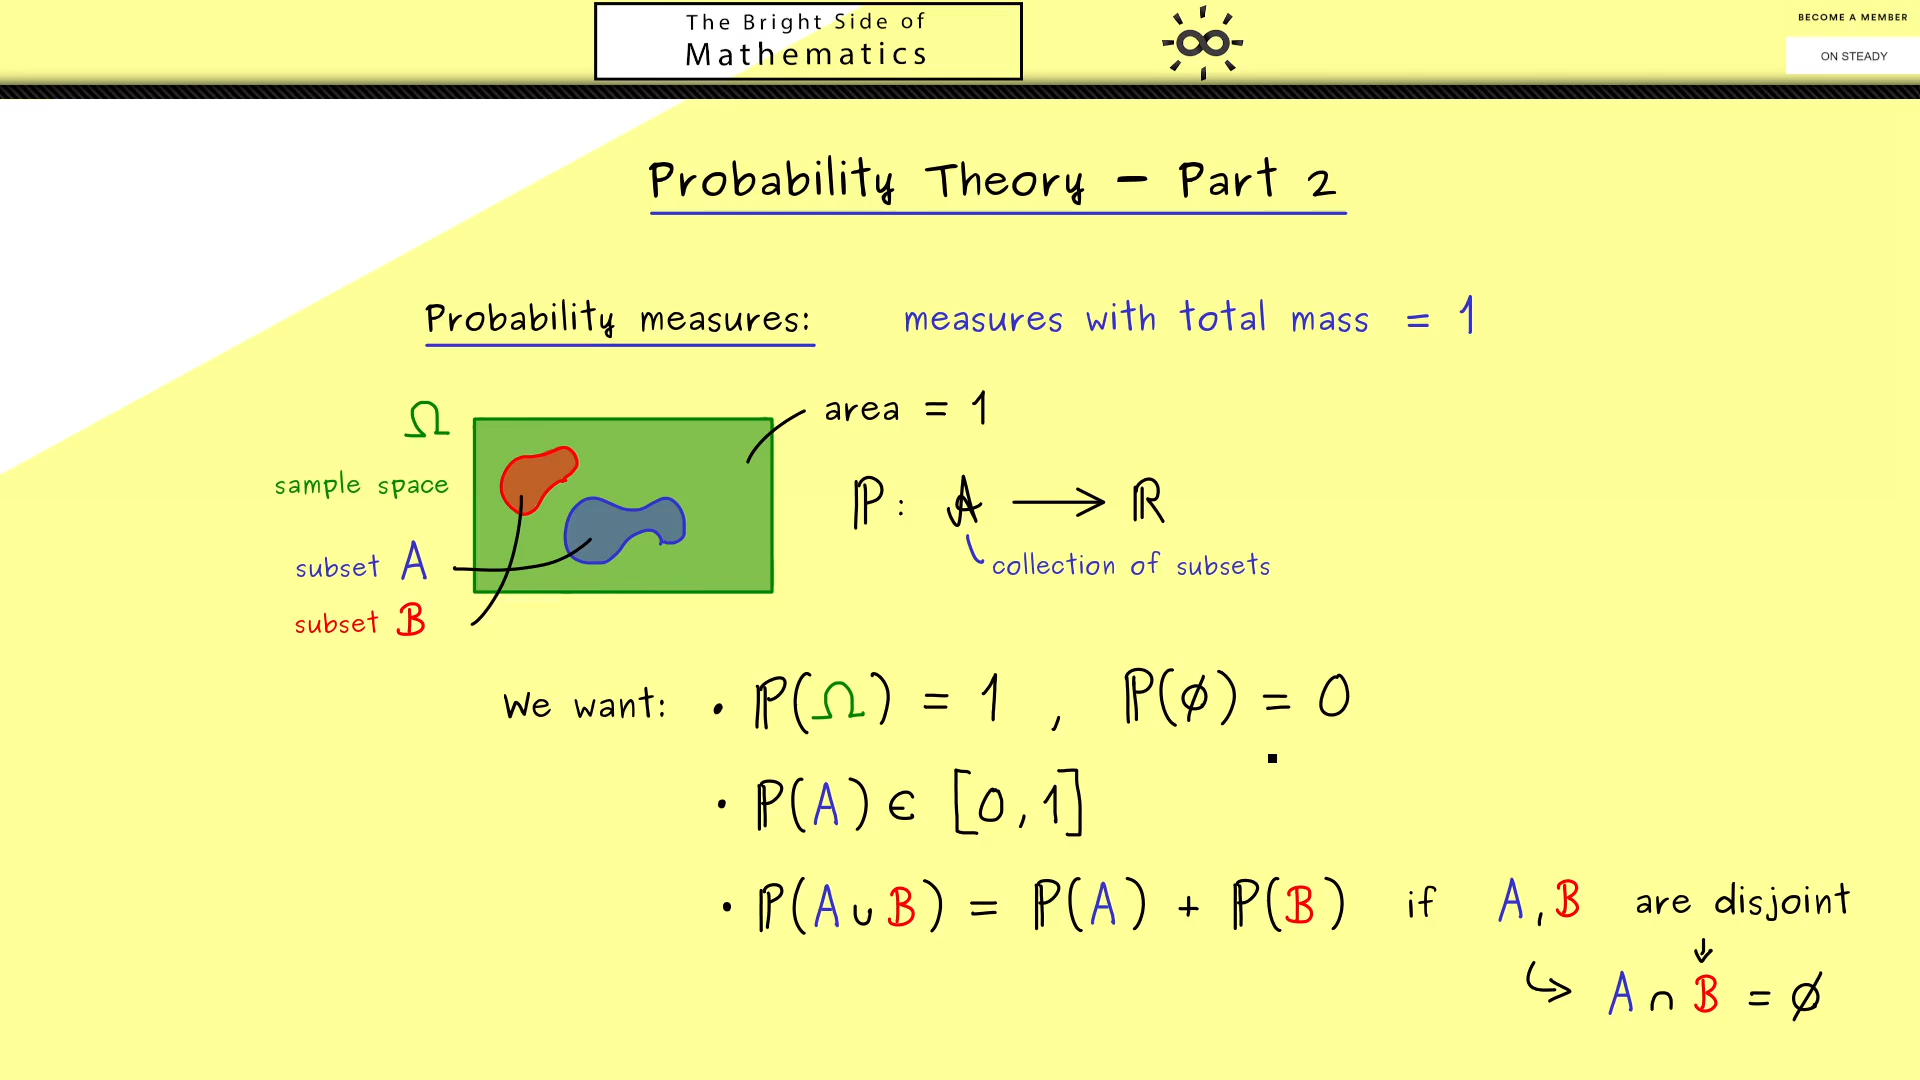 The Bright Side of
Mathematics
BECOME A MEMBER
ON STEADY
Probability Theory – Part 2
Probability measures: measures with total mass = 1
Ω
area = 1
sample space
ℙ: 𝒜 ⟶ ℝ
subset A
collection of subsets
subset B
We want: • ℙ(Ω) = 1 , ℙ(∅) = 0
• ℙ(A) ∈ [0,1]
• ℙ(A ∪ B) = ℙ(A) + ℙ(B) if A, B are disjoint
↓
↪ A ∩ B = ∅